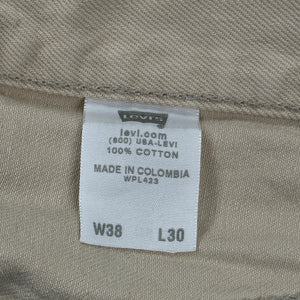 LEVI'S
levi.com
(800) USA-LEVI
100% COTTON
MADE IN COLOMBIA
WPL423
W38 L30